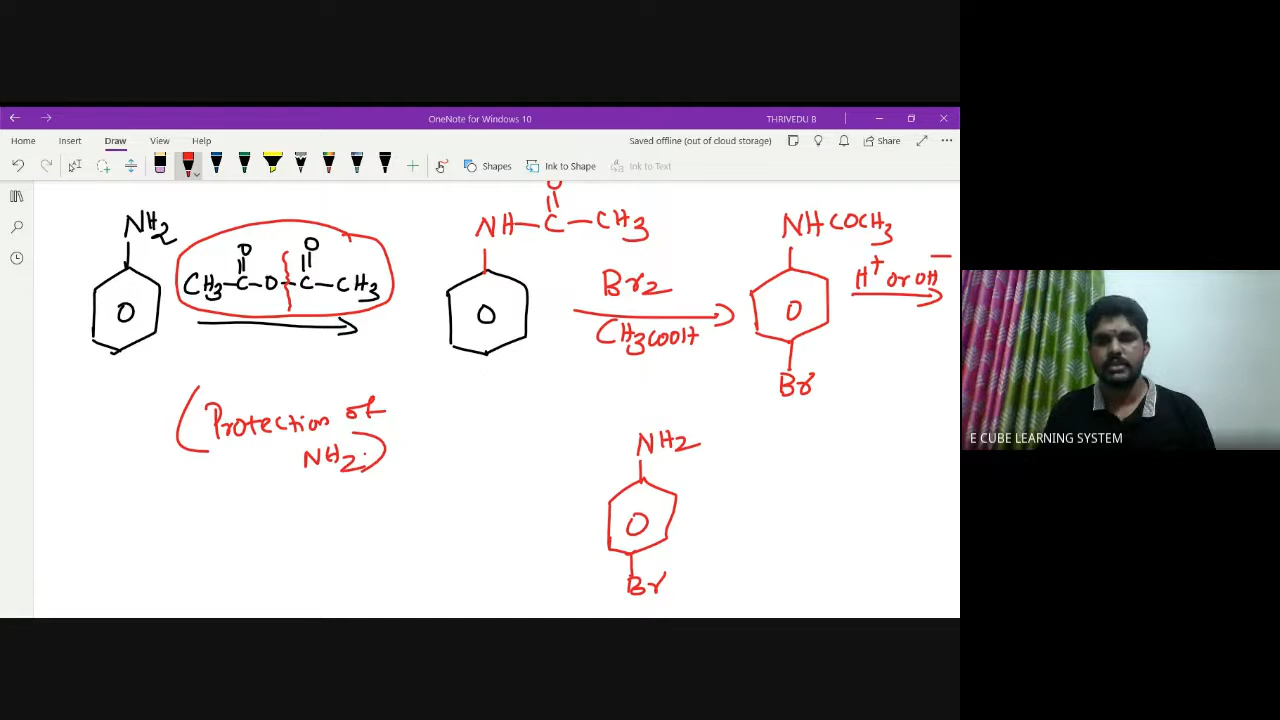 OneNote for Windows 10
THRIVEDU B
Home Insert Draw View Help
Saved offline (out of cloud storage)
Share
Shapes
Ink to Shape
Ink to Text
NH2
CH3-C-O-C-CH3
O O
NH-C-CH3
O
Br2
CH3COOH
NHCOCH3
H+ or OH-
Br
(Protection of
NH2)
NH2
Br
E CUBE LEARNING SYSTEM